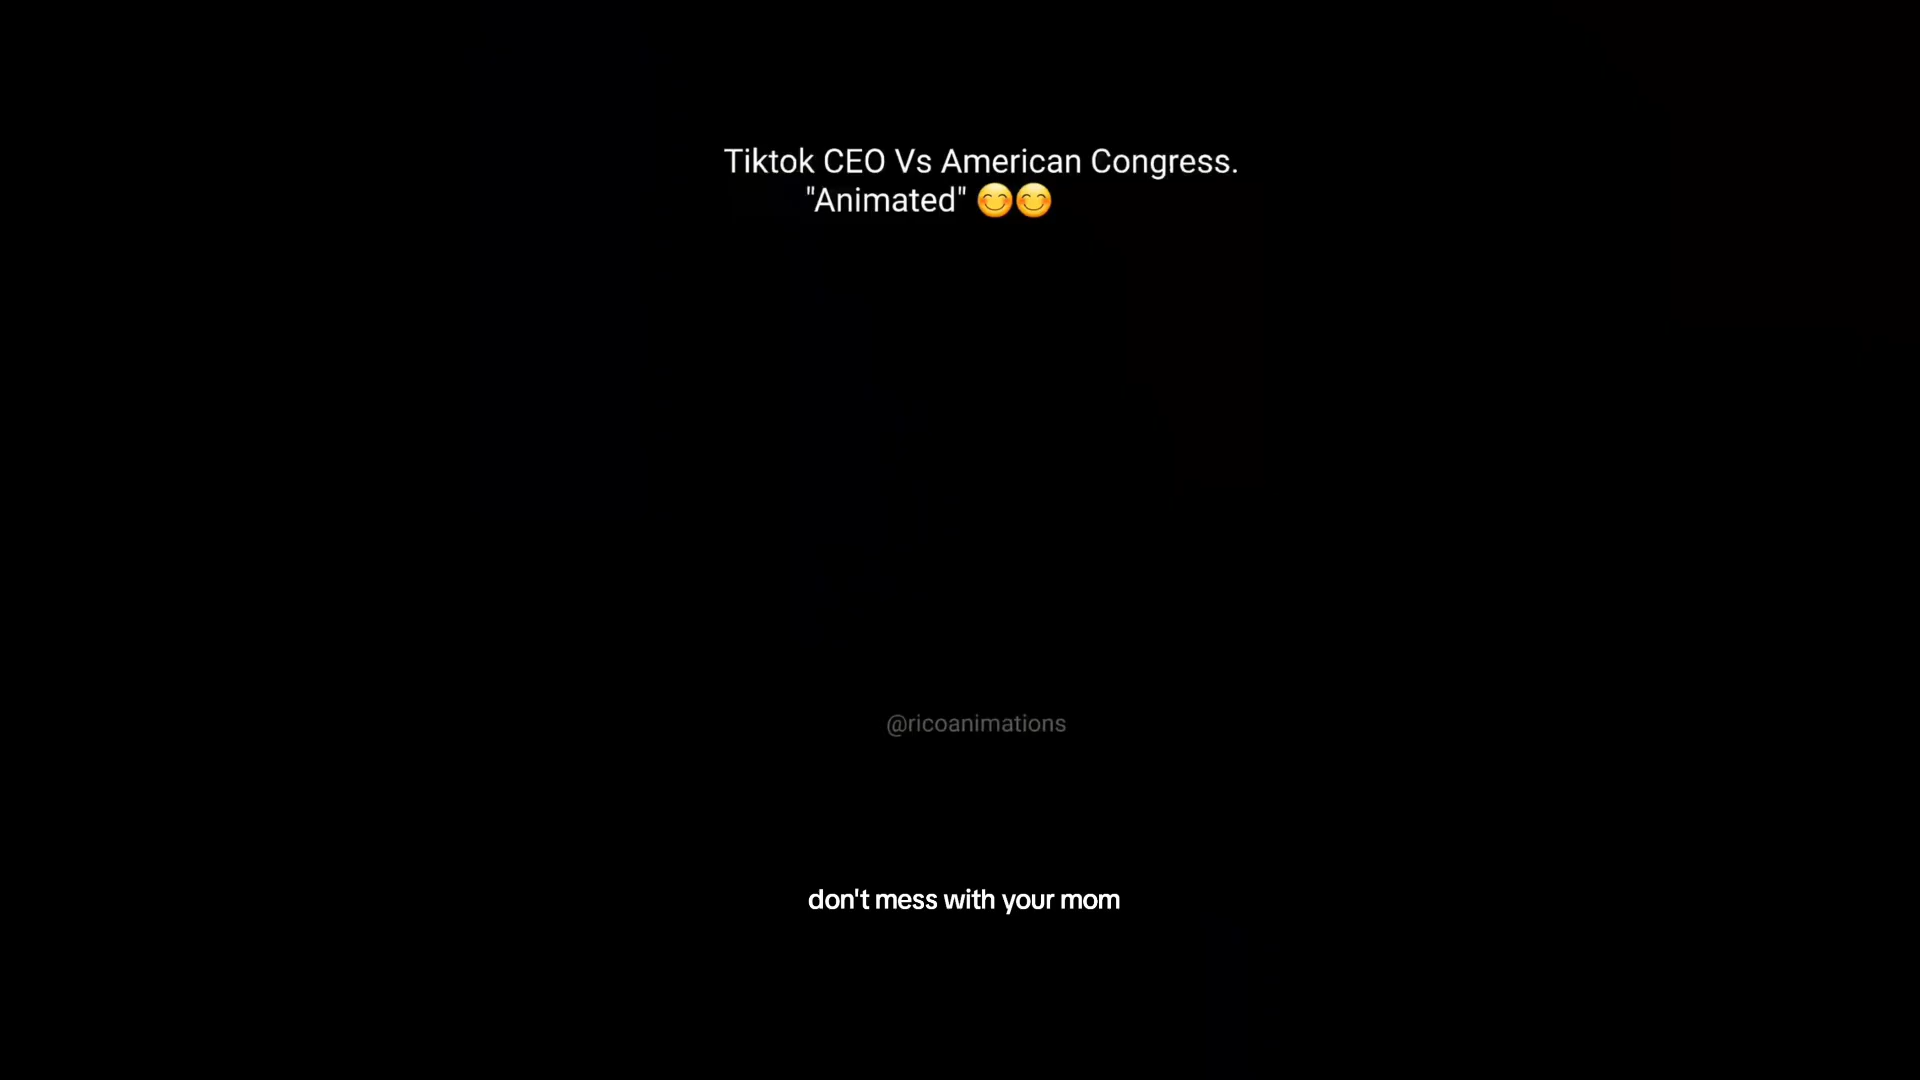 Tiktok CEO Vs American Congress.
"Animated" 😊😊
@ricoanimations
don't mess with your mom